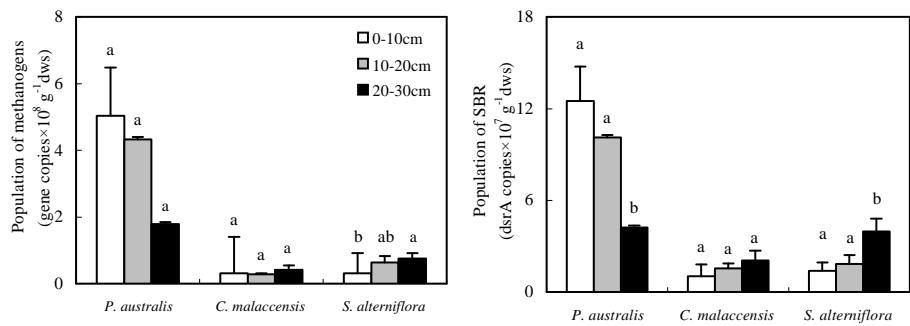 Population of methanogens
(gene copies×10⁸ g⁻¹dws)
8
6
4
2
0
a
a
a
a
a
a
b
ab
a
0-10cm
10-20cm
20-30cm
P. australis
C. malaccensis
S. alterniflora
Population of SBR
(dsrA copies×10⁷ g⁻¹dws)
18
12
6
0
a
a
b
a
a
a
a
a
b
P. australis
C. malaccensis
S. alterniflora